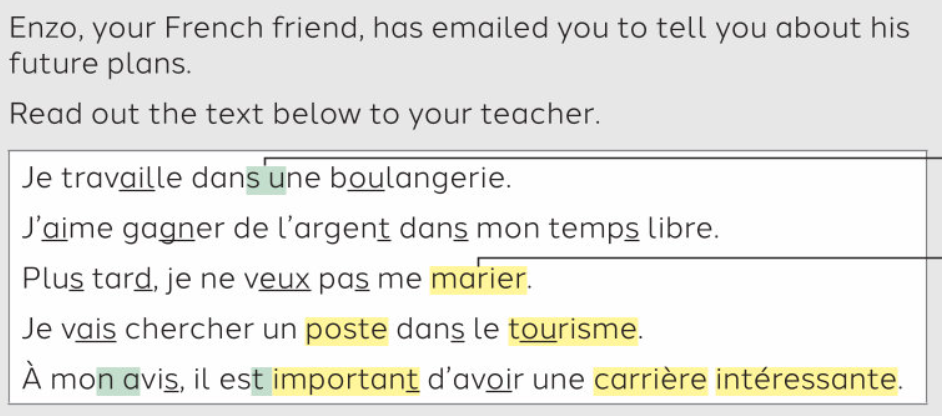 Enzo, your French friend, has emailed you to tell you about his
future plans.
Read out the text below to your teacher.
Je travaille dans une boulangerie.
J'aime gagner de l'argent dans mon temps libre.
Plus tard, je ne veux pas me marier.
Je vais chercher un poste dans le tourisme.
À mon avis, il est important d'avoir une carrière intéressante.